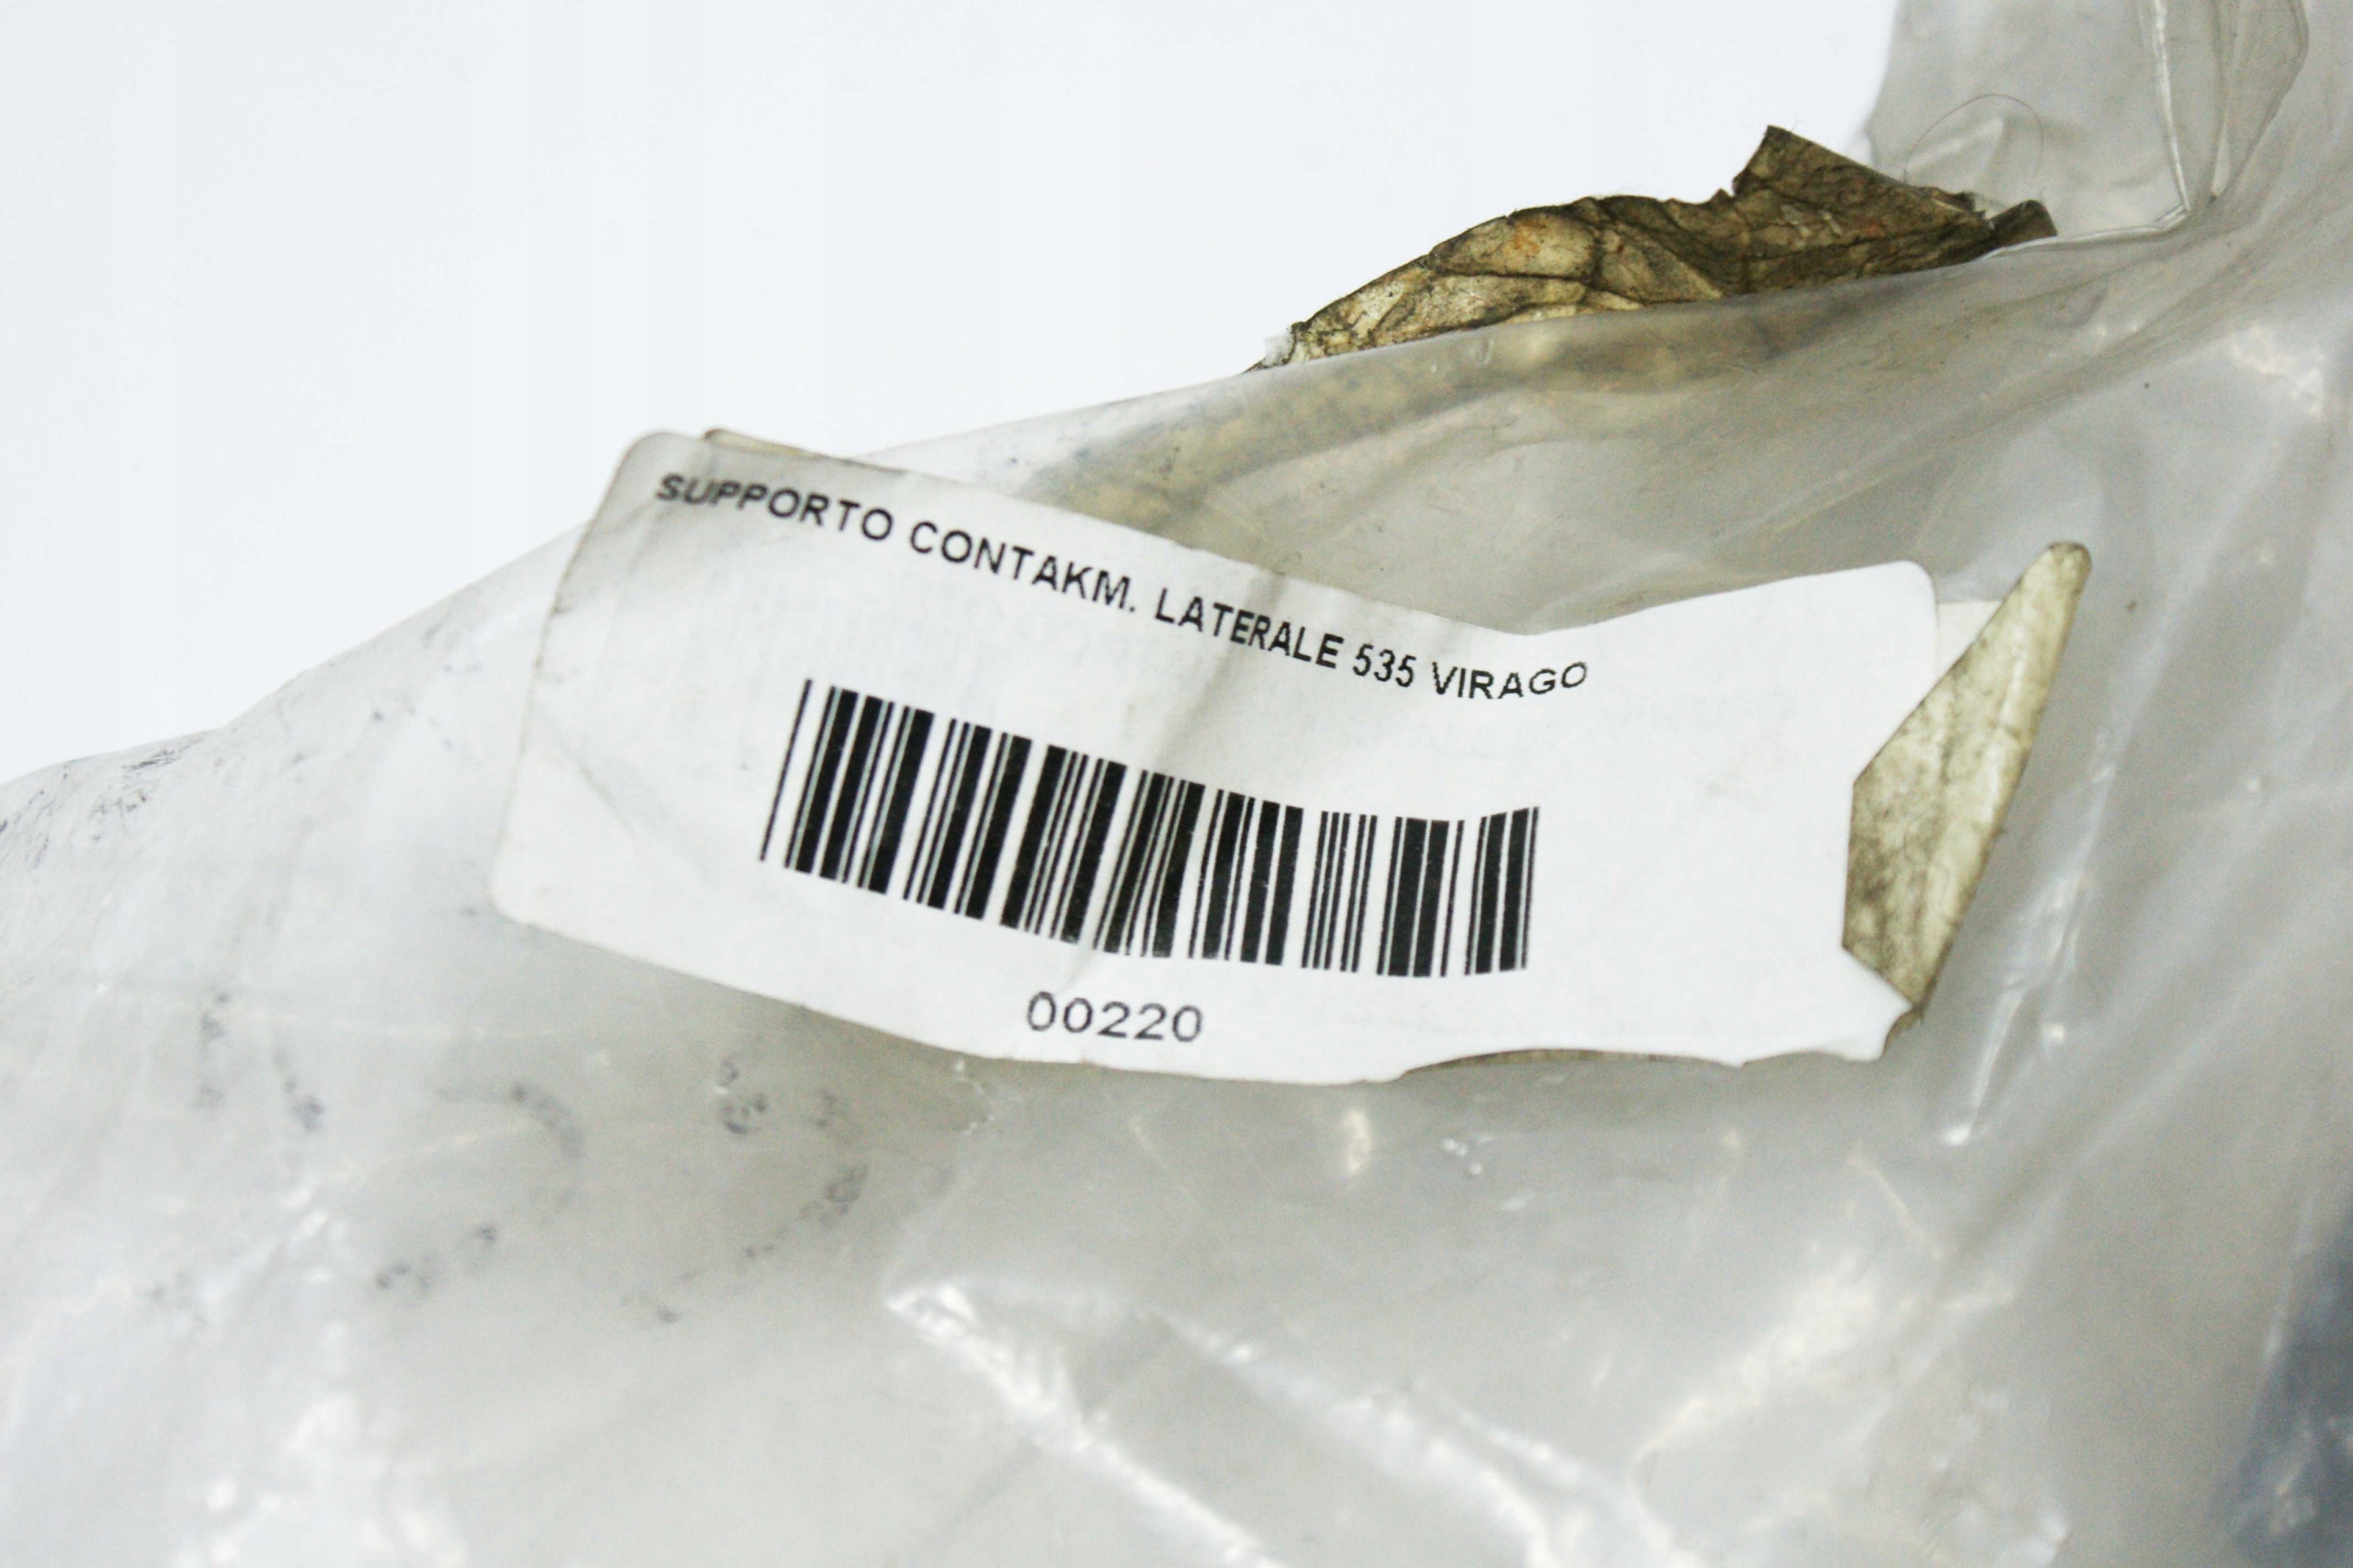 SUPPORTO CONTAKM. LATERALE 535 VIRAGO
00220